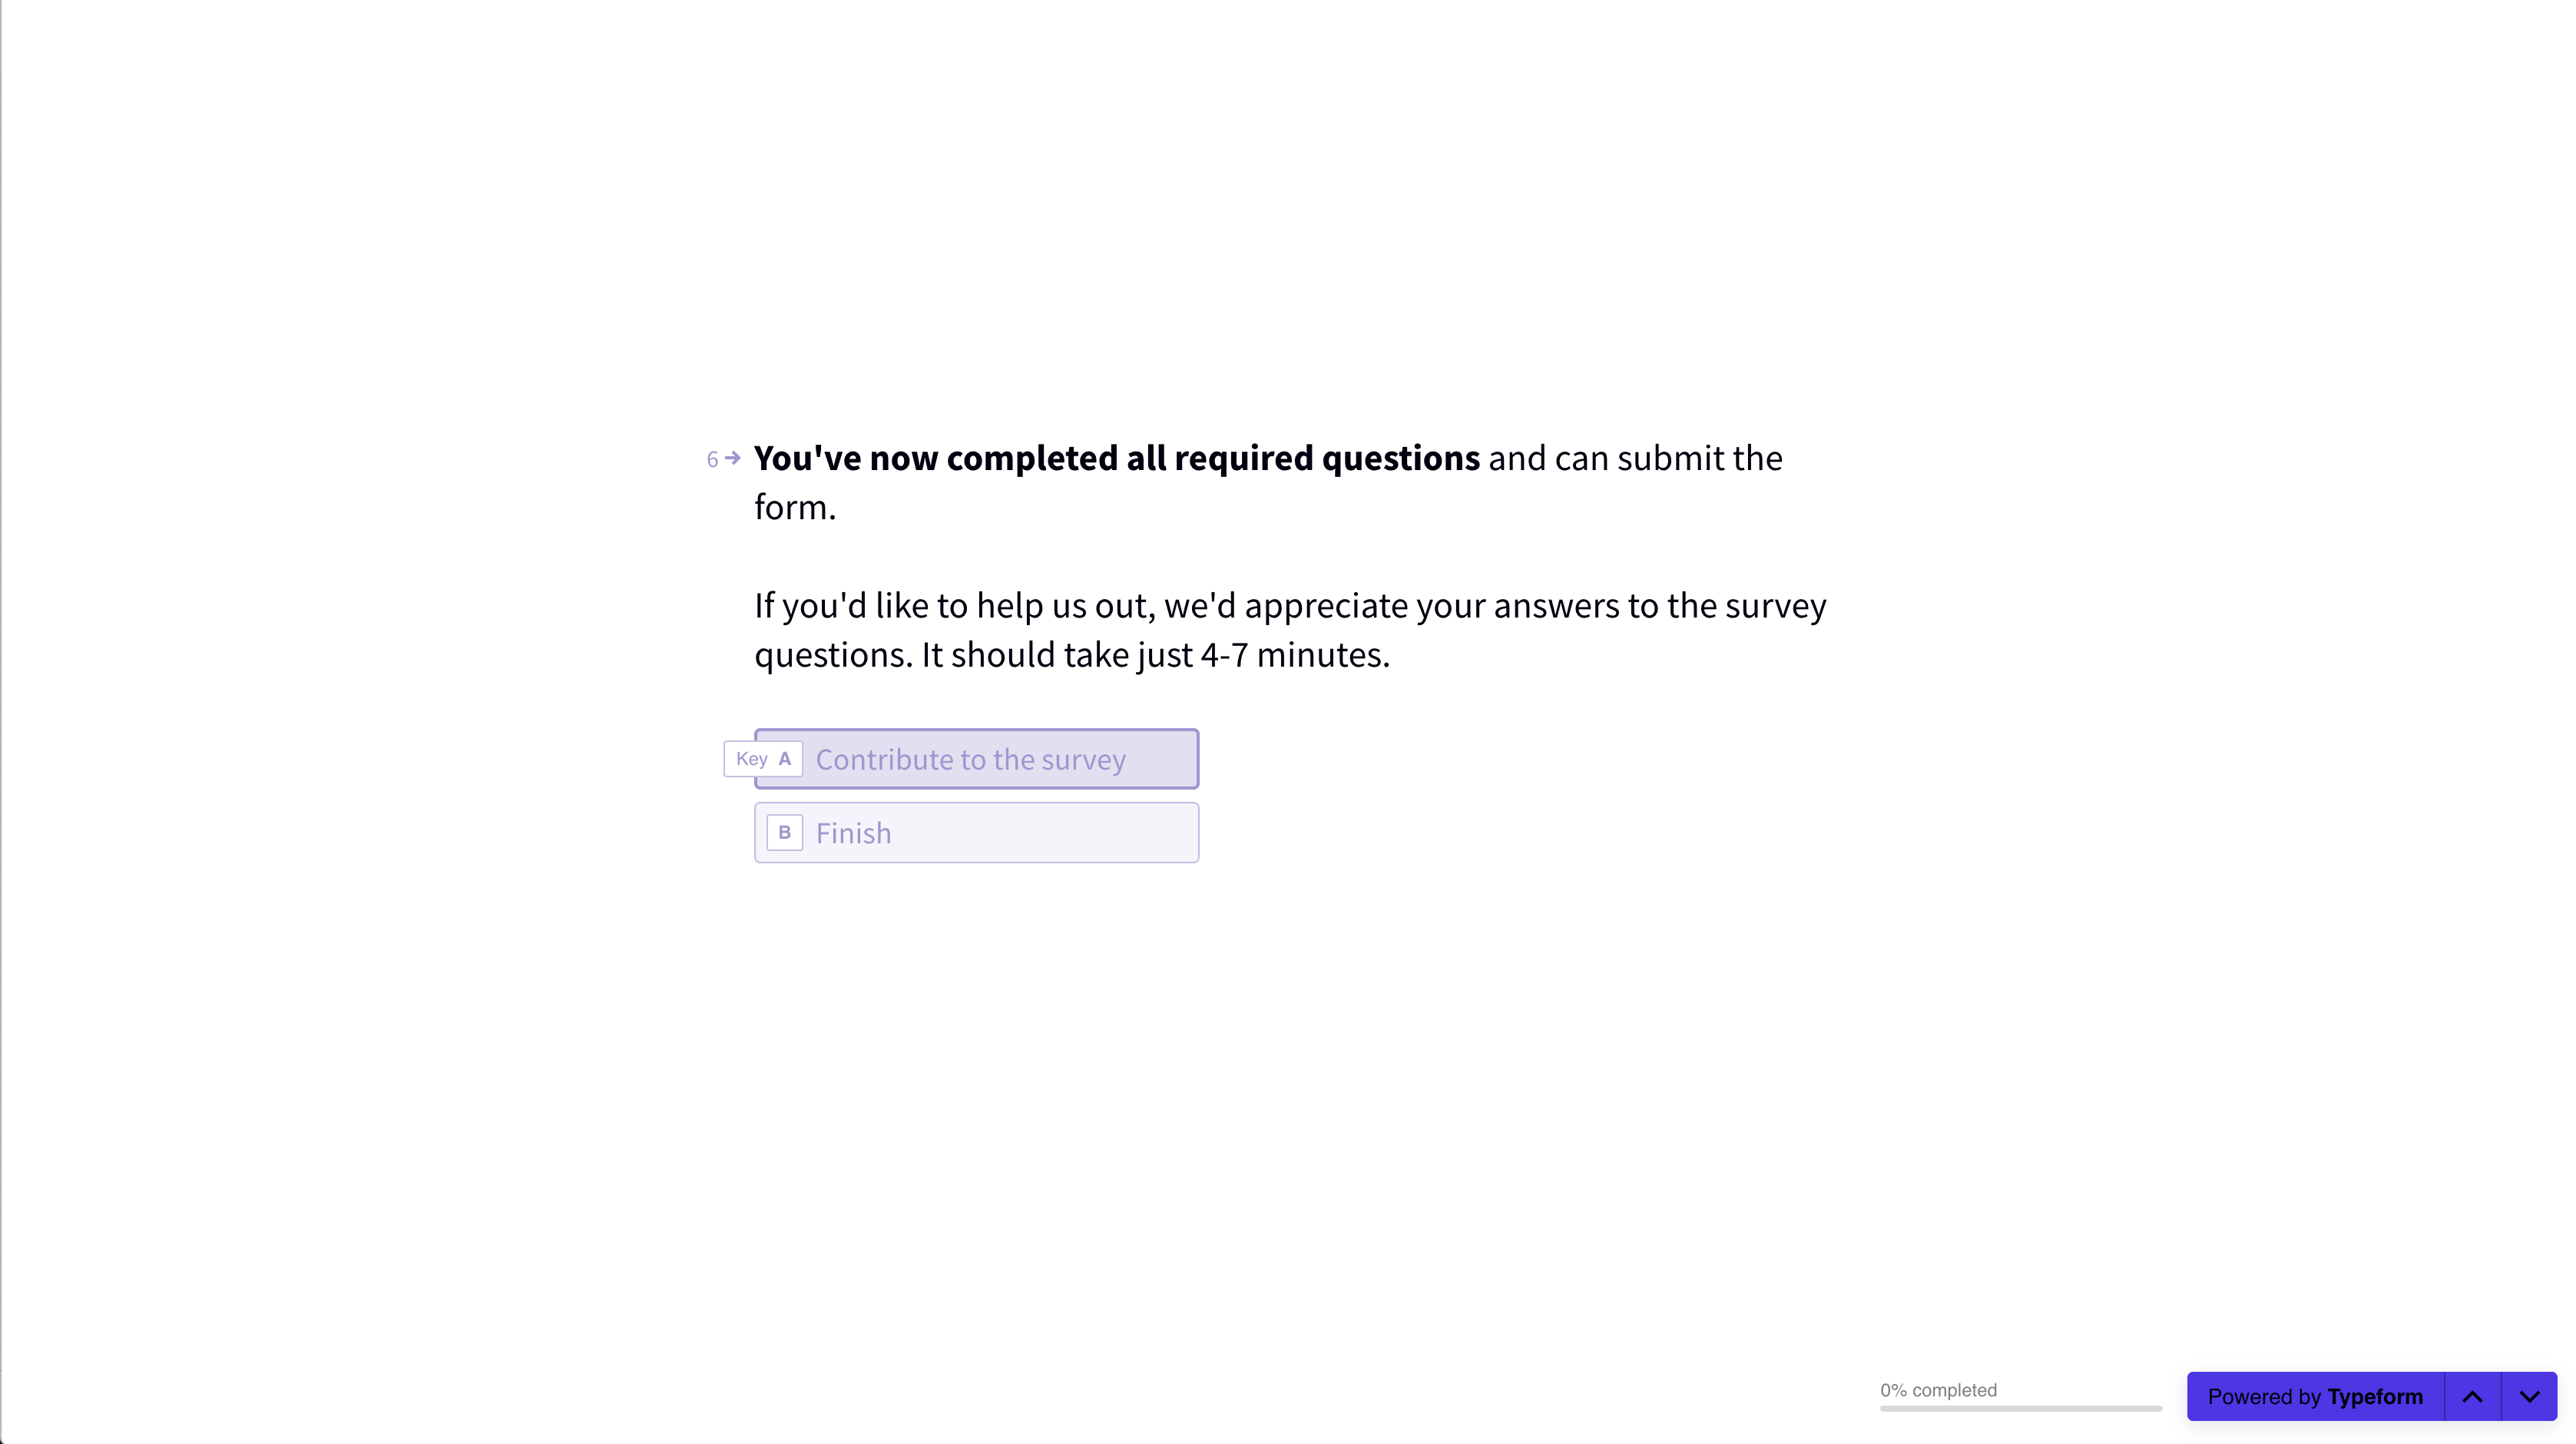 6 You've now completed all required questions and can submit the
form.
If you'd like to help us out, we'd appreciate your answers to the survey
questions. It should take just 4-7 minutes.
Key A Contribute to the survey
B Finish
0% completed
Powered by Typeform